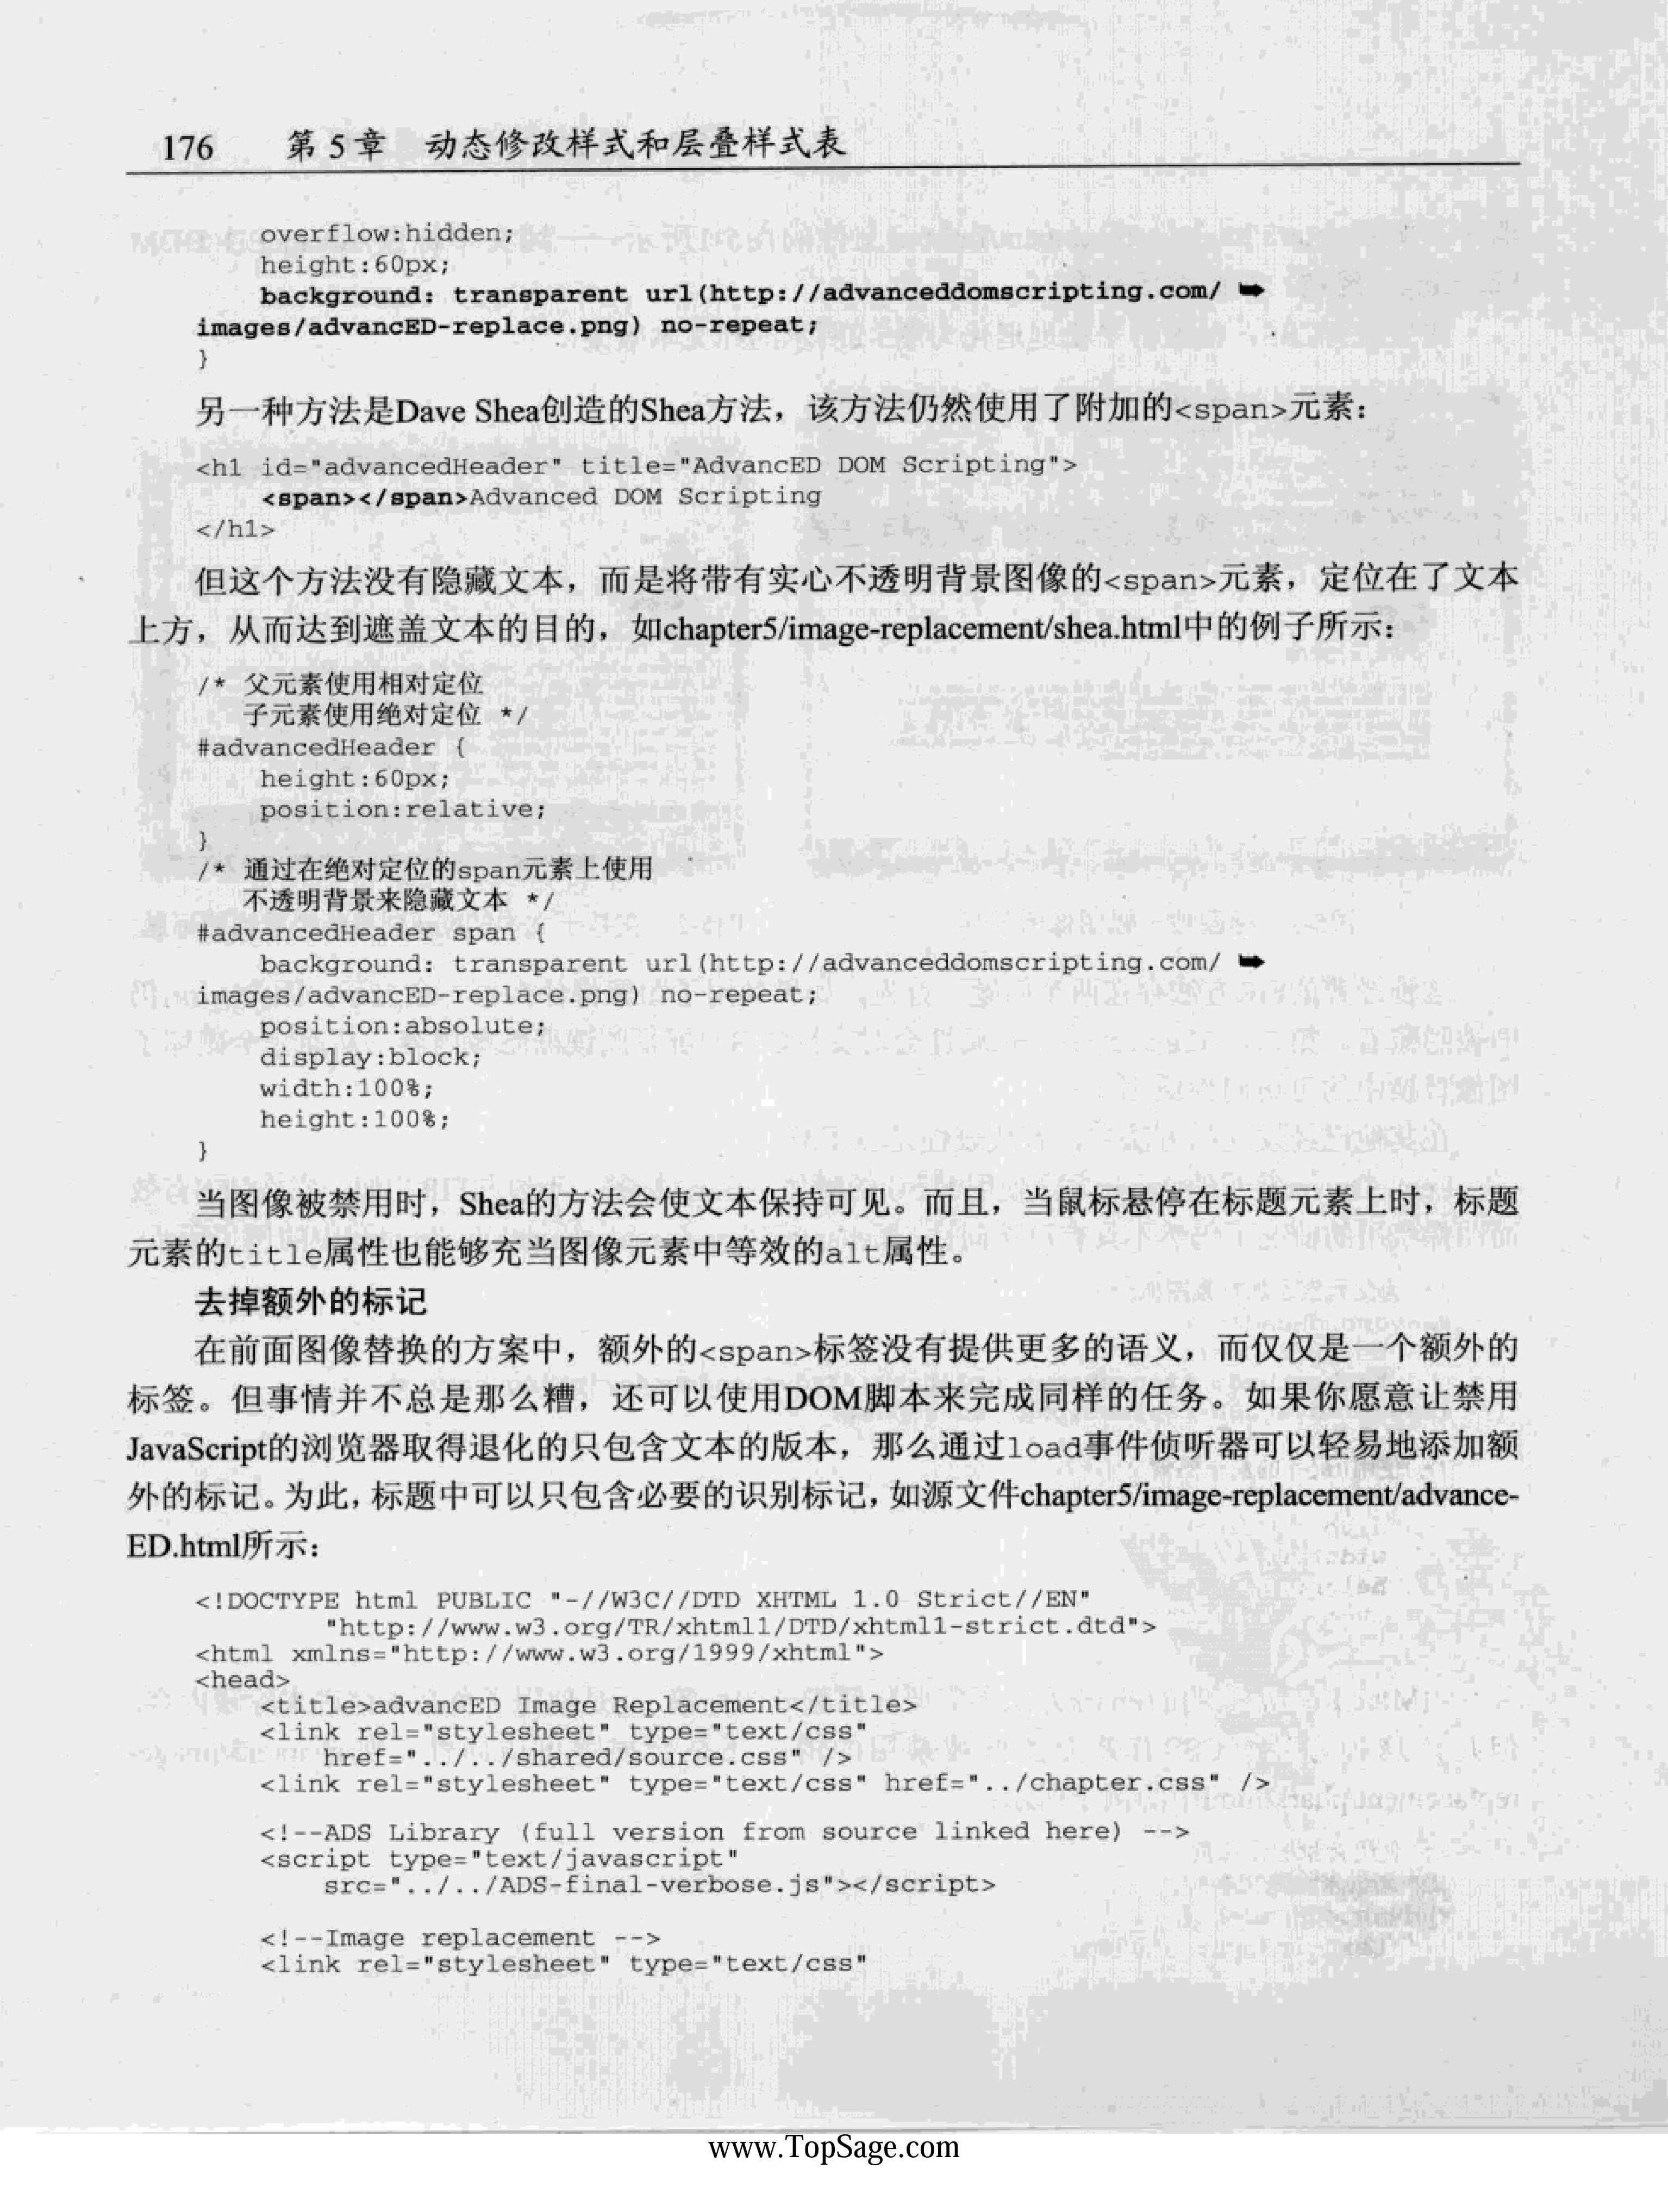 176 第 5 章 动态修改样式和层叠样式表
overflow:hidden;
height:60px;
background: transparent url(http://advanceddomscripting.com/ ➥
images/advancED-replace.png) no-repeat;
}
另一种方法是Dave Shea创造的Shea方法，该方法仍然使用了附加的<span>元素：
<h1 id="advancedHeader" title="AdvancED DOM Scripting">
<span></span>Advanced DOM Scripting
</h1>
但这个方法没有隐藏文本，而是将带有实心不透明背景图像的<span>元素，定位在了文本
上方，从而达到遮盖文本的目的，如chapter5/image-replacement/shea.html中的例子所示：
/* 父元素使用相对定位
子元素使用绝对定位 */
#advancedHeader {
height:60px;
position:relative;
}
/* 通过在绝对定位的span元素上使用
不透明背景来隐藏文本 */
#advancedHeader span {
background: transparent url(http://advanceddomscripting.com/ ➥
images/advancED-replace.png) no-repeat;
position:absolute;
display:block;
width:100%;
height:100%;
}
当图像被禁用时，Shea的方法会使文本保持可见。而且，当鼠标悬停在标题元素上时，标题
元素的title属性也能够充当图像元素中等效的alt属性。
去掉额外的标记
在前面图像替换的方案中，额外的<span>标签没有提供更多的语义，而仅仅是一个额外的
标签。但事情并不总是那么糟，还可以使用DOM脚本来完成同样的任务。如果你愿意让禁用
JavaScript的浏览器取得退化的只包含文本的版本，那么通过load事件侦听器可以轻易地添加额
外的标记。为此，标题中可以只包含必要的识别标记，如源文件chapter5/image-replacement/advance-
ED.html所示：
<!DOCTYPE html PUBLIC "-//W3C//DTD XHTML 1.0 Strict//EN"
"http://www.w3.org/TR/xhtml1/DTD/xhtml1-strict.dtd">
<html xmlns="http://www.w3.org/1999/xhtml">
<head>
<title>advancED Image Replacement</title>
<link rel="stylesheet" type="text/css"
href="../../shared/source.css" />
<link rel="stylesheet" type="text/css" href="../chapter.css" />
<!--ADS Library (full version from source linked here) -->
<script type="text/javascript"
src="../../ADS-final-verbose.js"></script>
<!--Image replacement -->
<link rel="stylesheet" type="text/css"
www.TopSage.com